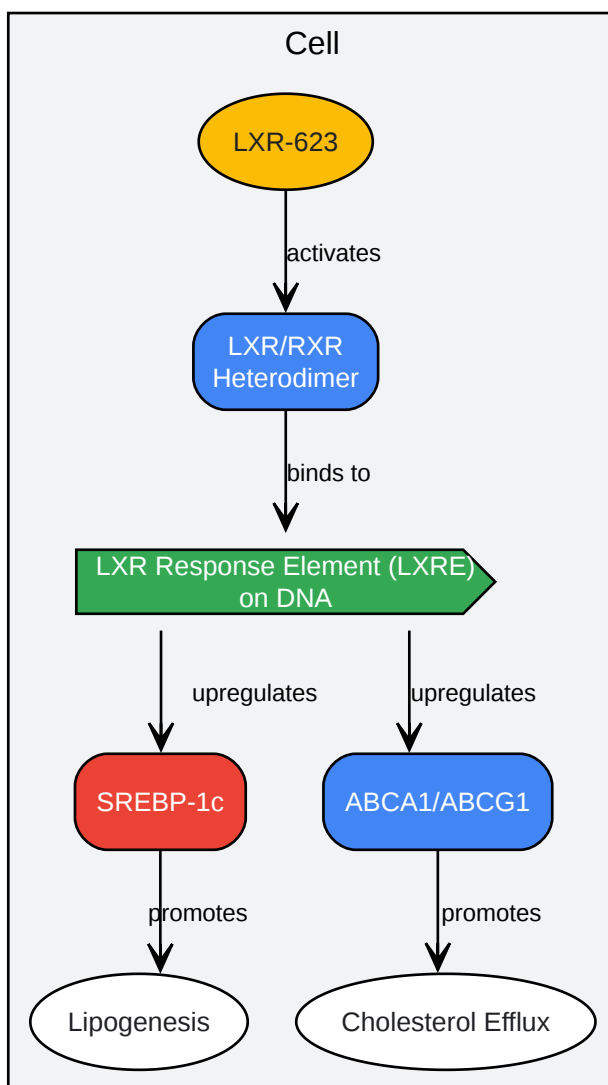 Cell
LXR-623
activates
LXR/RXR
Heterodimer
binds to
LXR Response Element (LXRE)
on DNA
upregulates
upregulates
SREBP-1c
ABCA1/ABCG1
promotes
promotes
Lipogenesis
Cholesterol Efflux